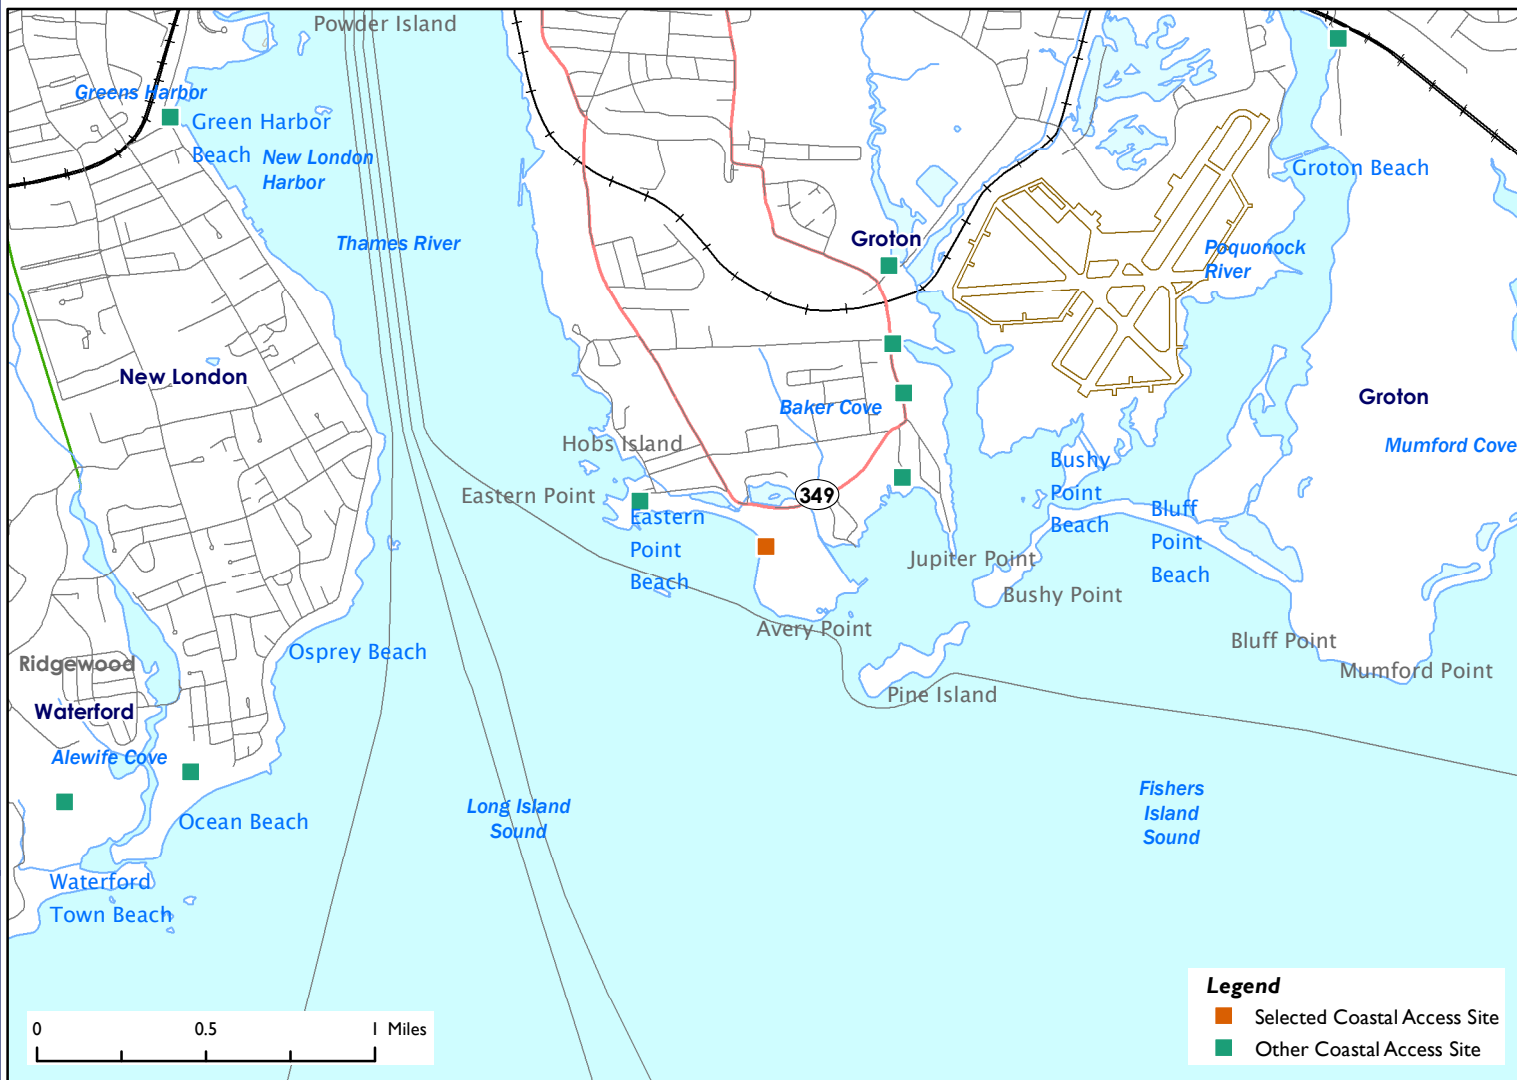 Powder Island
Greens Harbor
Green Harbor
Beach
New London
Harbor
Groton Beach
Thames River
Groton
Poquonock
River
New London
Baker Cove
Groton
Hobs Island
Mumford Cove
Bushy
Point
Beach
Eastern Point
349
Eastern
Point
Beach
Bluff
Point
Beach
Jupiter Point
Bushy Point
Avery Point
Bluff Point
Osprey Beach
Ridgewood
Mumford Point
Pine Island
Waterford
Alewife Cove
Long Island
Sound
Fishers
Island
Sound
Ocean Beach
Waterford
Town Beach
Legend
Selected Coastal Access Site
Other Coastal Access Site
0 0.5 1 Miles